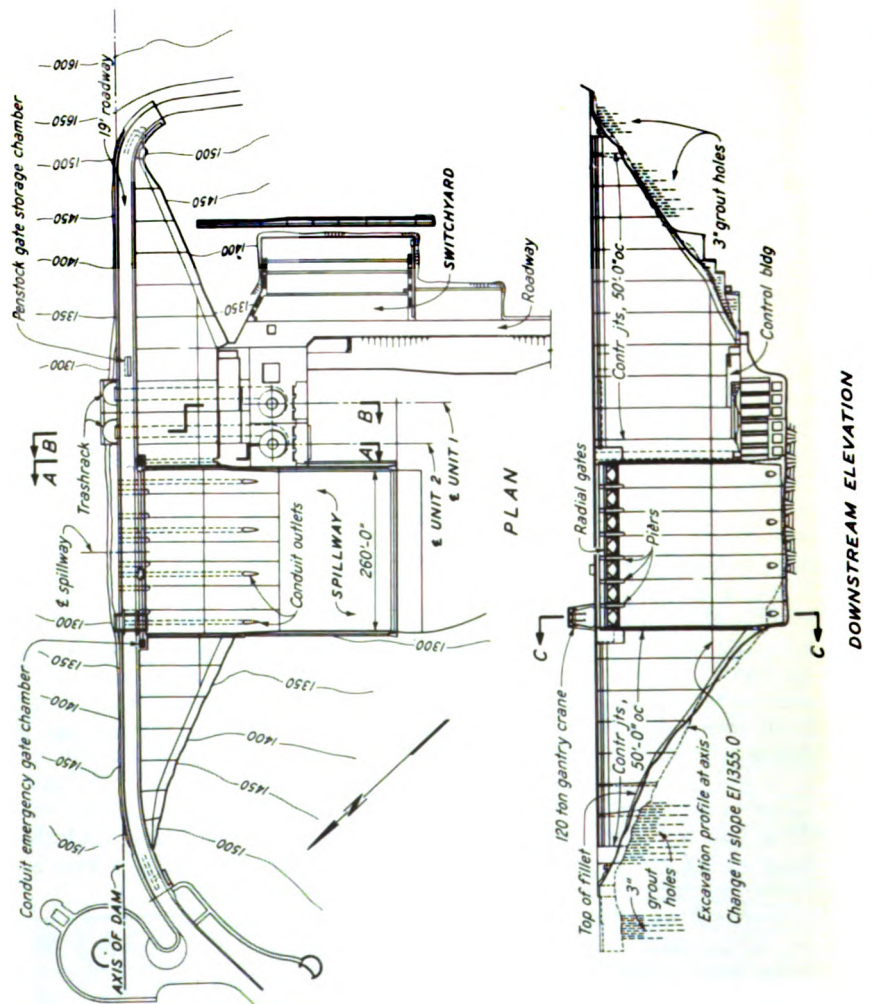 Conduit emergency gate chamber
AXIS OF DAM
1500
1450
1400
1350
1300
℄ spillway
A B
Trashrack
Penstock gate storage chamber
1300
1350
1400
1450
1500
19' roadway
1650
1600
1500
1450
1400
1350
SWITCHYARD
Roadway
Conduit outlets
SPILLWAY
260'-0"
A
B
℄ UNIT 2
℄ UNIT 1
1300
1350
1400
1450
1500
PLAN
120 ton gantry crane
Radial gates
Piers
Contr jts, 50'-0"oc
Contr jts,
50'-0"oc
Top of fillet
3"
grout
holes
Excavation profile at axis
Change in slope El 1355.0
C
C
Control bldg
3" grout holes
DOWNSTREAM ELEVATION